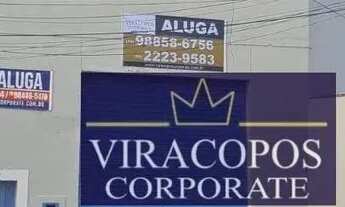 ALUGA
98858-6756
2223-9583
ALUGA
VIRACOPOS
CORPORATE